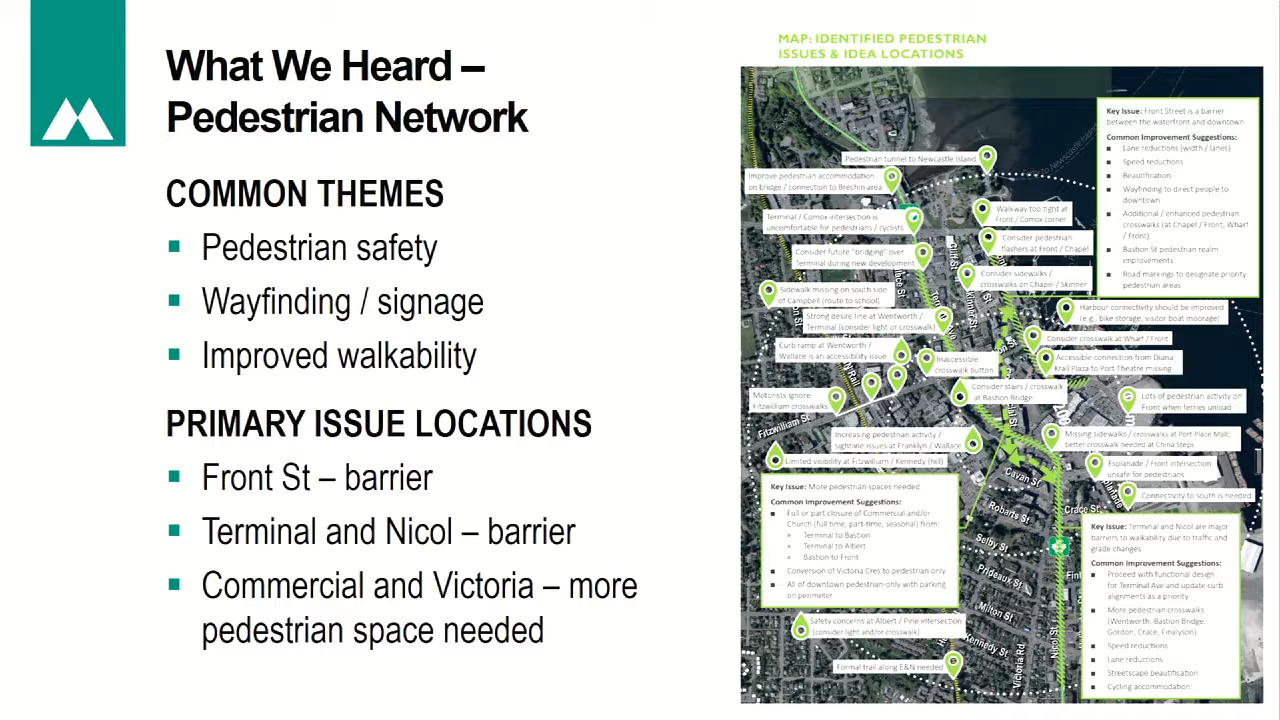 What We Heard –
Pedestrian Network
COMMON THEMES
▪ Pedestrian safety
▪ Wayfinding / signage
▪ Improved walkability
PRIMARY ISSUE LOCATIONS
▪ Front St – barrier
▪ Terminal and Nicol – barrier
▪ Commercial and Victoria – more
pedestrian space needed
MAP: IDENTIFIED PEDESTRIAN
ISSUES & IDEA LOCATIONS
Key Issue: Front Street is a barrier
between the waterfront and downtown
Common Improvement Suggestions:
▪ Lane reductions (width / lanes)
▪ Speed reductions
▪ Beautification
▪ Wayfinding to direct people to
downtown
▪ Additional / enhanced pedestrian
crosswalks (at Chapel / Front, Wharf
/ Front)
▪ Bastion St pedestrian realm
improvements
▪ Road markings to designate priority
pedestrian areas
Pedestrian tunnel to Newcastle Island
Improve pedestrian accommodation
on bridge / connection to Brechin area
Terminal / Comox intersection is
uncomfortable for pedestrians / cyclists
Walkway too tight at
Front / Comox corner
Consider pedestrian
flashers at Front / Chapel
Consider future "bridging" over
Terminal during new development
Consider sidewalks /
crosswalks on Chapel / Skinner
Sidewalk missing on south side
of Campbell (route to school)
Harbour connectivity should be improved
(e.g., bike storage, visitor boat moorage)
Strong desire line at Wentworth /
Terminal (consider light or crosswalk)
Consider crosswalk at Wharf / Front
Curb ramp at Wentworth /
Wallace is an accessibility issue
Inaccessible
crosswalk button
Accessible connection from Diana
Krall Plaza to Port Theatre missing
Consider stairs / crosswalk
at Bastion Bridge
Motorists ignore
Fitzwilliam crosswalks
Lots of pedestrian activity on
Front when ferries unload
Fitzwilliam St
Increasing pedestrian activity /
sightline issues at Franklyn / Wallace
Missing sidewalks / crosswalks at Port Place Mall;
better crosswalk needed at China Steps
Limited visibility at Fitzwilliam / Kennedy (hill)
Esplanade / Front intersection
unsafe for pedestrians
Connectivity to south is needed
Cavan St
Robarts St
Crace St
Selby St
Prideaux St
Milton St
Kennedy St
Victoria Rd
Nicol St
Key Issue: More pedestrian spaces needed
Common Improvement Suggestions:
▪ Full or part closure of Commercial and/or
Church (full time, part-time, seasonal) from:
» Terminal to Bastion
» Terminal to Albert
» Bastion to Front
▪ Conversion of Victoria Cres to pedestrian only
▪ All of downtown pedestrian-only with parking
on perimeter
Safety concerns at Albert / Pine intersection
(consider light and/or crosswalk)
Formal trail along E&N needed
Key Issue: Terminal and Nicol are major
barriers to walkability due to traffic and
grade changes
Common Improvement Suggestions:
▪ Proceed with functional design
for Terminal Ave and update curb
alignments as a priority
▪ More pedestrian crosswalks
(Wentworth, Bastion Bridge,
Gordon, Crace, Finalyson)
▪ Speed reductions
▪ Lane reductions
▪ Streetscape beautification
▪ Cycling accommodation